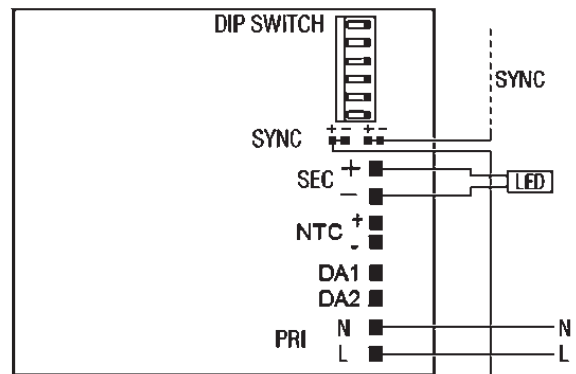 DIP SWITCH
SYNC
+ - + -
SYNC
SEC + -
LED
NTC + -
DA1
DA2
PRI N L
N
L